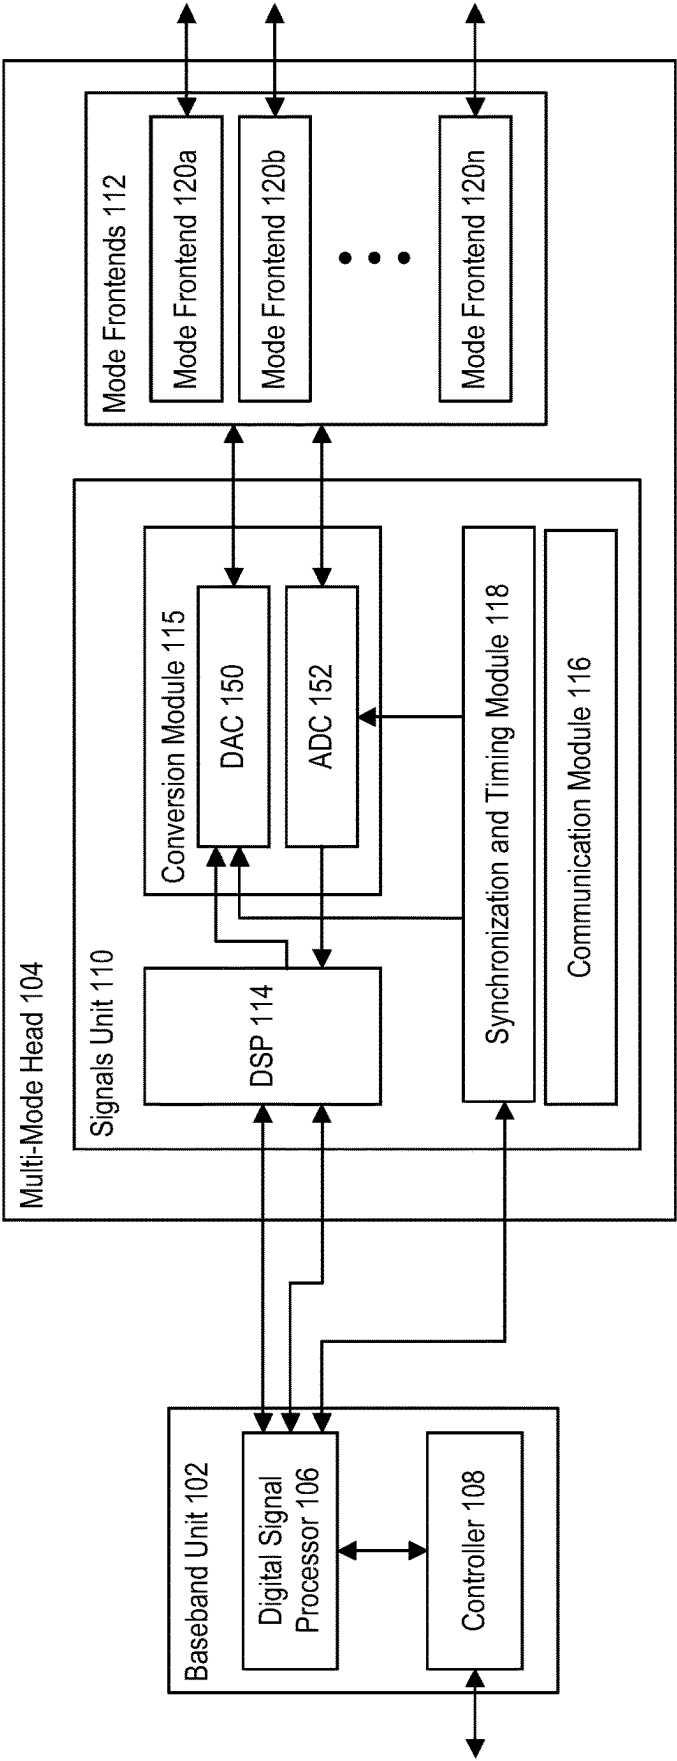 Baseband Unit 102
Digital Signal
Processor 106
Controller 108
Multi-Mode Head 104
Signals Unit 110
DSP 114
Conversion Module 115
DAC 150
ADC 152
Synchronization and Timing Module 118
Communication Module 116
Mode Frontends 112
Mode Frontend 120a
Mode Frontend 120b
Mode Frontend 120n